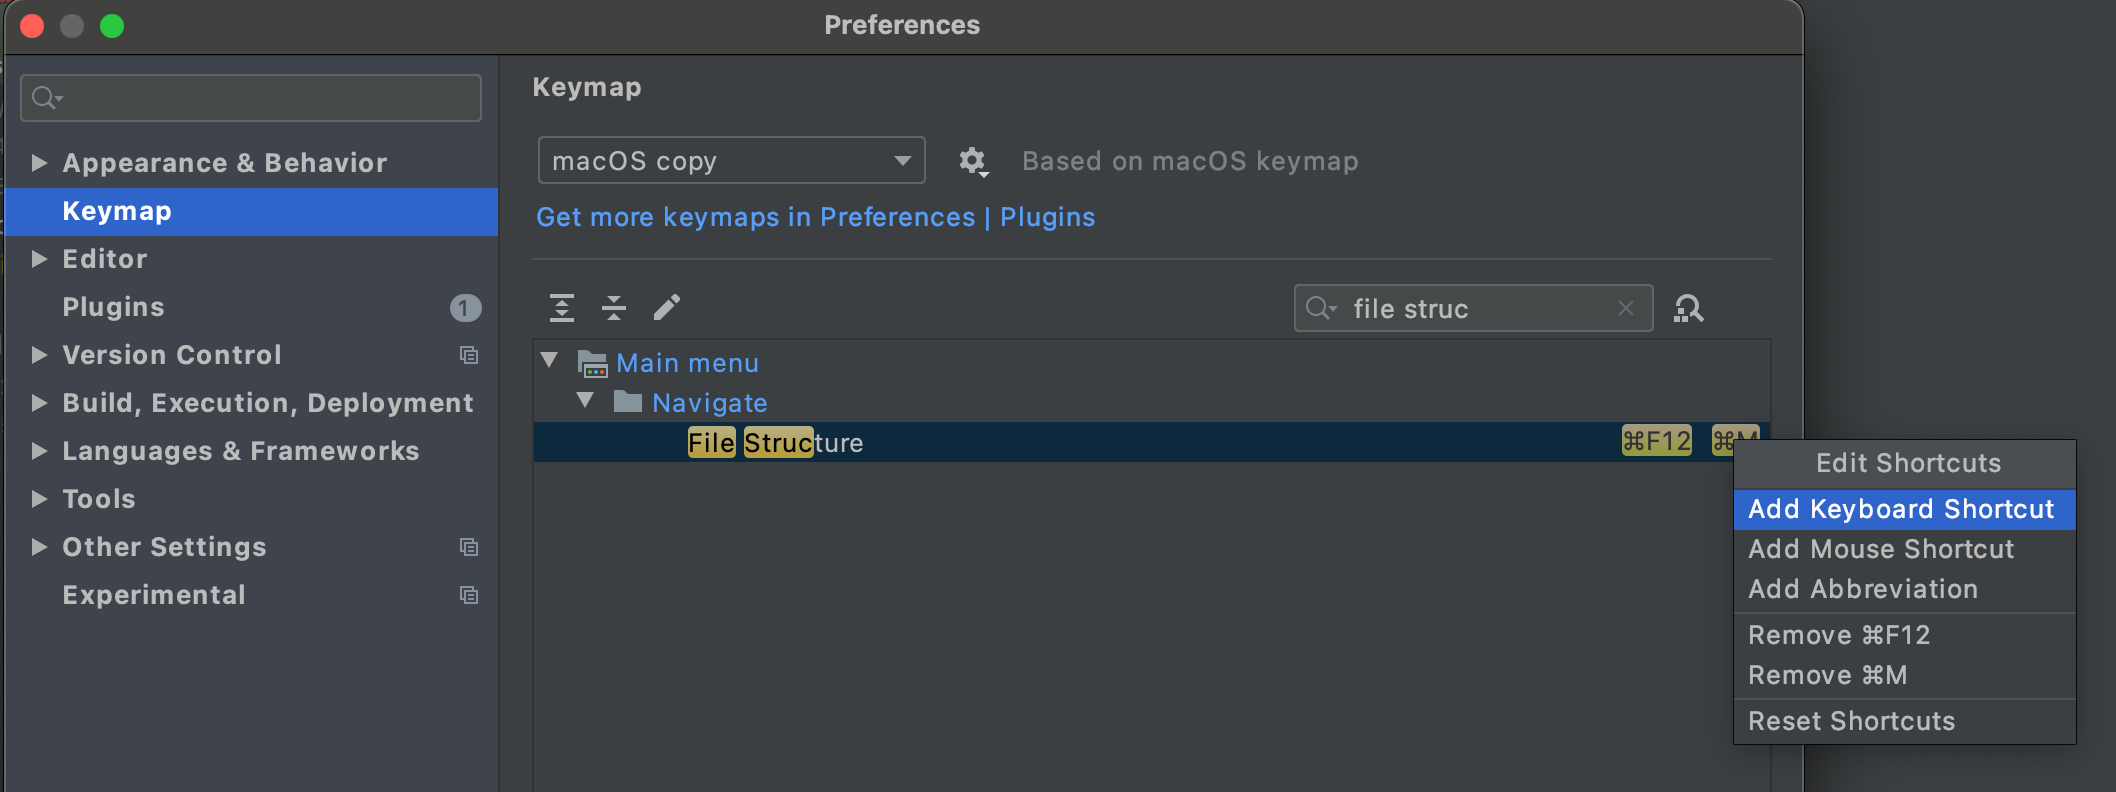 Preferences
Keymap
Appearance & Behavior
Keymap
Editor
Plugins 1
Version Control
Build, Execution, Deployment
Languages & Frameworks
Tools
Other Settings
Experimental
macOS copy
Based on macOS keymap
Get more keymaps in Preferences | Plugins
file struc
Main menu
Navigate
File Structure ⌘F12 ⌘M
Edit Shortcuts
Add Keyboard Shortcut
Add Mouse Shortcut
Add Abbreviation
Remove ⌘F12
Remove ⌘M
Reset Shortcuts